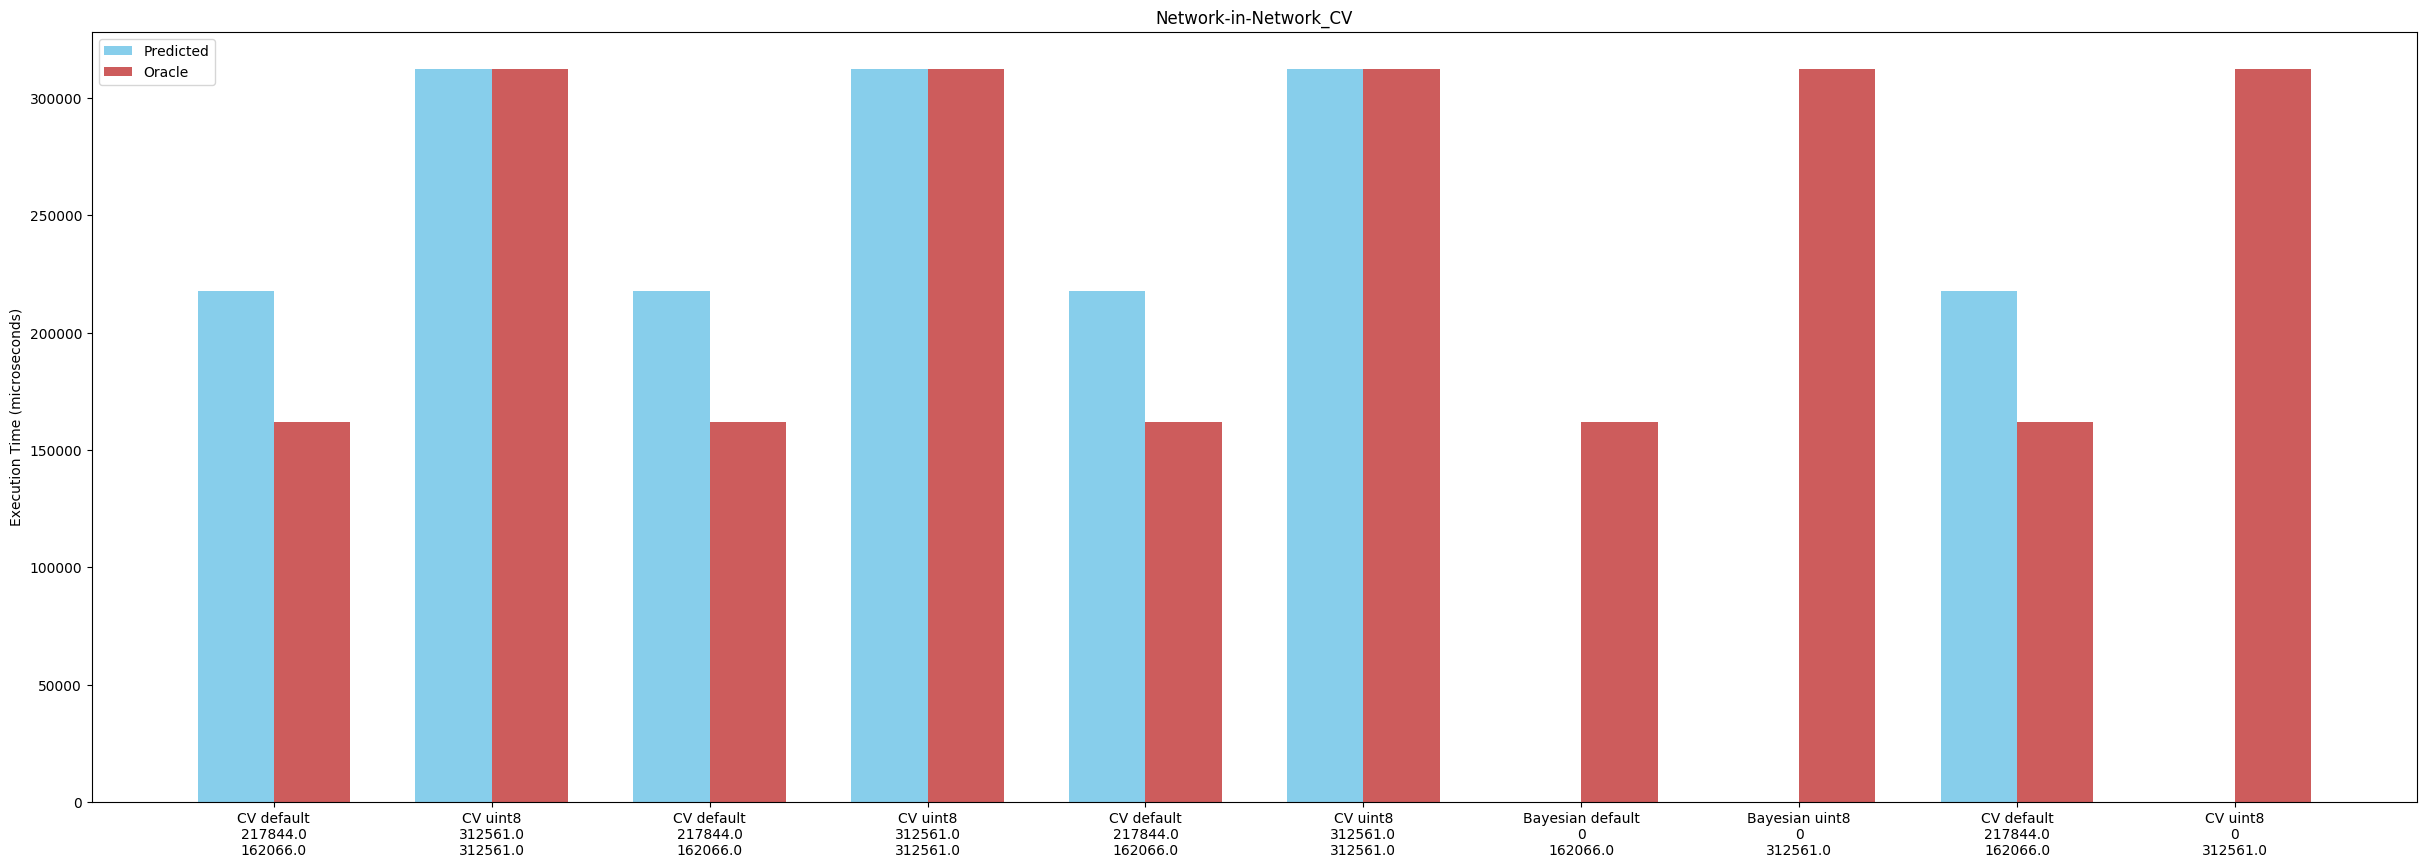 Network-in-Network_CV
Predicted
Oracle
Execution Time (microseconds)
300000
250000
200000
150000
100000
50000
0
CV default
217844.0
162066.0
CV uint8
312561.0
312561.0
CV default
217844.0
162066.0
CV uint8
312561.0
312561.0
CV default
217844.0
162066.0
CV uint8
312561.0
312561.0
Bayesian default
0
162066.0
Bayesian uint8
0
312561.0
CV default
217844.0
162066.0
CV uint8
0
312561.0